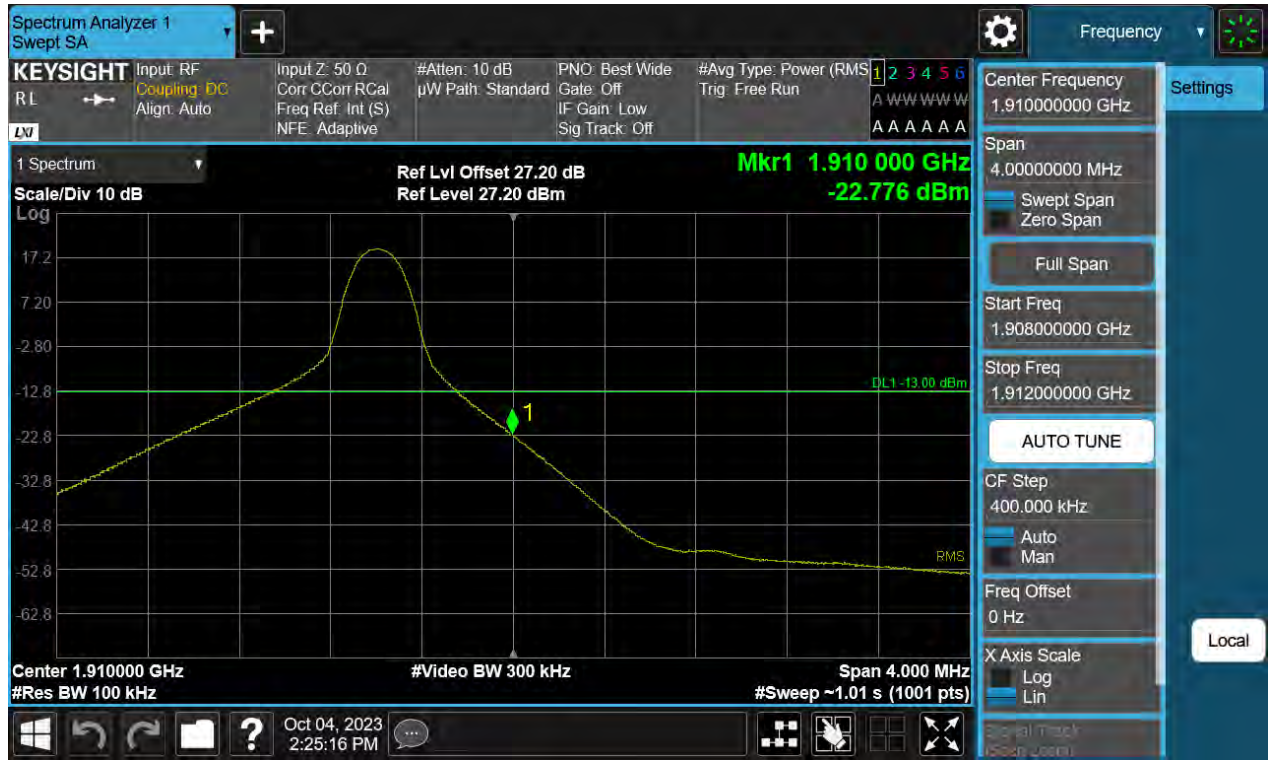 Spectrum Analyzer 1
Swept SA
Frequency
KEYSIGHT
RL
LXI
Input: RF
Coupling: DC
Align: Auto
Input Z: 50 Ω
Corr CCorr RCal
Freq Ref: Int (S)
NFE: Adaptive
#Atten: 10 dB
µW Path: Standard
PNO: Best Wide
Gate: Off
IF Gain: Low
Sig Track: Off
#Avg Type: Power (RMS
Trig: Free Run
1 2 3 4 5 6
A W W W W W
A A A A A A
1 Spectrum
Scale/Div 10 dB
Log
Ref Lvl Offset 27.20 dB
Ref Level 27.20 dBm
Mkr1 1.910 000 GHz
-22.776 dBm
17.2
7.20
-2.80
-12.8
-22.8
-32.8
-42.8
-52.8
-62.8
DL1 -13.00 dBm
1
RMS
Center 1.910000 GHz
#Res BW 100 kHz
#Video BW 300 kHz
Span 4.000 MHz
#Sweep ~1.01 s (1001 pts)
Oct 04, 2023
2:25:16 PM
Center Frequency
1.910000000 GHz
Span
4.00000000 MHz
Swept Span
Zero Span
Full Span
Start Freq
1.908000000 GHz
Stop Freq
1.912000000 GHz
AUTO TUNE
CF Step
400.000 kHz
Auto
Man
Freq Offset
0 Hz
X Axis Scale
Log
Lin
Signal Track
(Span Zoom)
Settings
Local